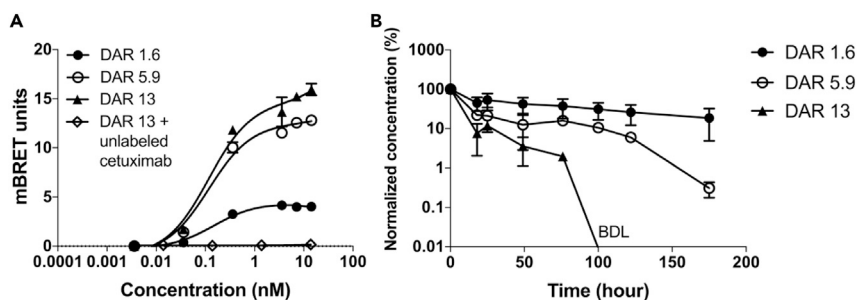 A
mBRET units
20
15
10
5
0
DAR 1.6
DAR 5.9
DAR 13
DAR 13 +
unlabeled
cetuximab
0.0001 0.001 0.01 0.1 1 10 100
Concentration (nM)
B
Normalized concentration (%)
1000
100
10
1
0.1
0.01
BDL
0 50 100 150 200
Time (hour)
DAR 1.6
DAR 5.9
DAR 13